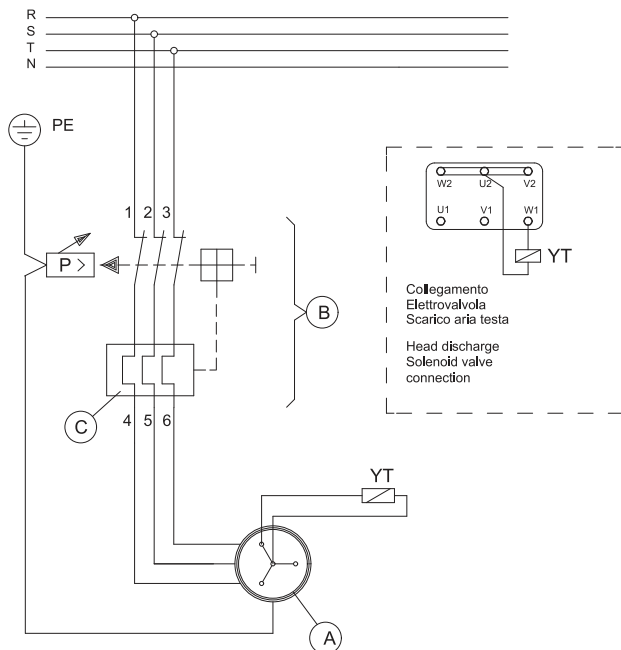 R
S
T
N
PE
1 2 3
P >
B
C
4 5 6
YT
A
W2 U2 V2
U1 V1 W1
YT
Collegamento
Elettrovalvola
Scarico aria testa
Head discharge
Solenoid valve
connection